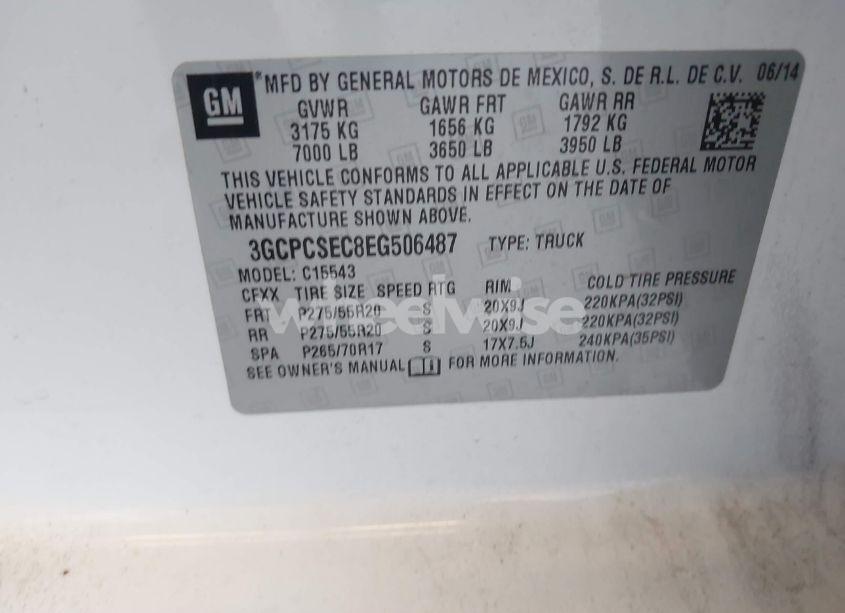 GM
*MFD BY GENERAL MOTORS DE MEXICO, S. DE R.L. DE C.V. 06/14
GVWR GAWR FRT GAWR RR
3175 KG 1656 KG 1792 KG
7000 LB 3650 LB 3950 LB
THIS VEHICLE CONFORMS TO ALL APPLICABLE U.S. FEDERAL MOTOR
VEHICLE SAFETY STANDARDS IN EFFECT ON THE DATE OF
MANUFACTURE SHOWN ABOVE.
3GCPCSEC8EG506487 TYPE: TRUCK
MODEL: C15543
CFXX TIRE SIZE SPEED RTG RIM COLD TIRE PRESSURE
FRT P275/55R20 S 20X9J 220KPA(32PSI)
RR P275/55R20 S 20X9J 220KPA(32PSI)
SPA P265/70R17 S 17X7.5J 240KPA(35PSI)
SEE OWNER'S MANUAL FOR MORE INFORMATION.
wheelwise